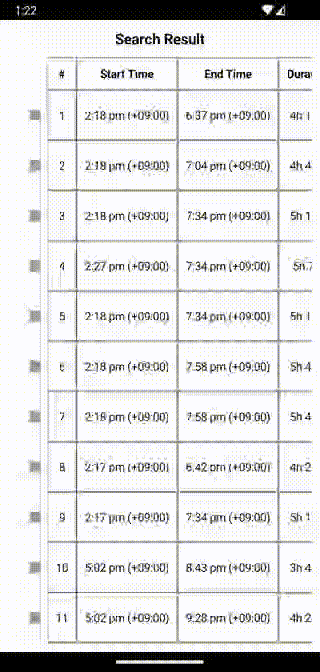 1:22
Search Result
# Start Time End Time
1 2:18 pm (+09:00) 6:37 pm (+09:00) 4h
2 2:18 pm (+09:00) 7:04 pm (+09:00) 4h 4
3 2:18 pm (+09:00) 7:34 pm (+09:00) 5h 1
4 2:27 pm (+09:00) 7:34 pm (+09:00) 5h
5 2:18 pm (+09:00) 7:34 pm (+09:00) 5h 1
6 2:18 pm (+09:00) 7:58 pm (+09:00) 5h 4
7 2:18 pm (+09:00) 7:58 pm (+09:00) 5h 4
8 2:17 pm (+09:00) 6:42 pm (+09:00) 4h 2
9 2:17 pm (+09:00) 7:34 pm (+09:00) 5h 1
10 5:02 pm (+09:00) 8:43 pm (+09:00) 3h 4
11 5:02 pm (+09:00) 9:28 pm (+09:00) 4h 2